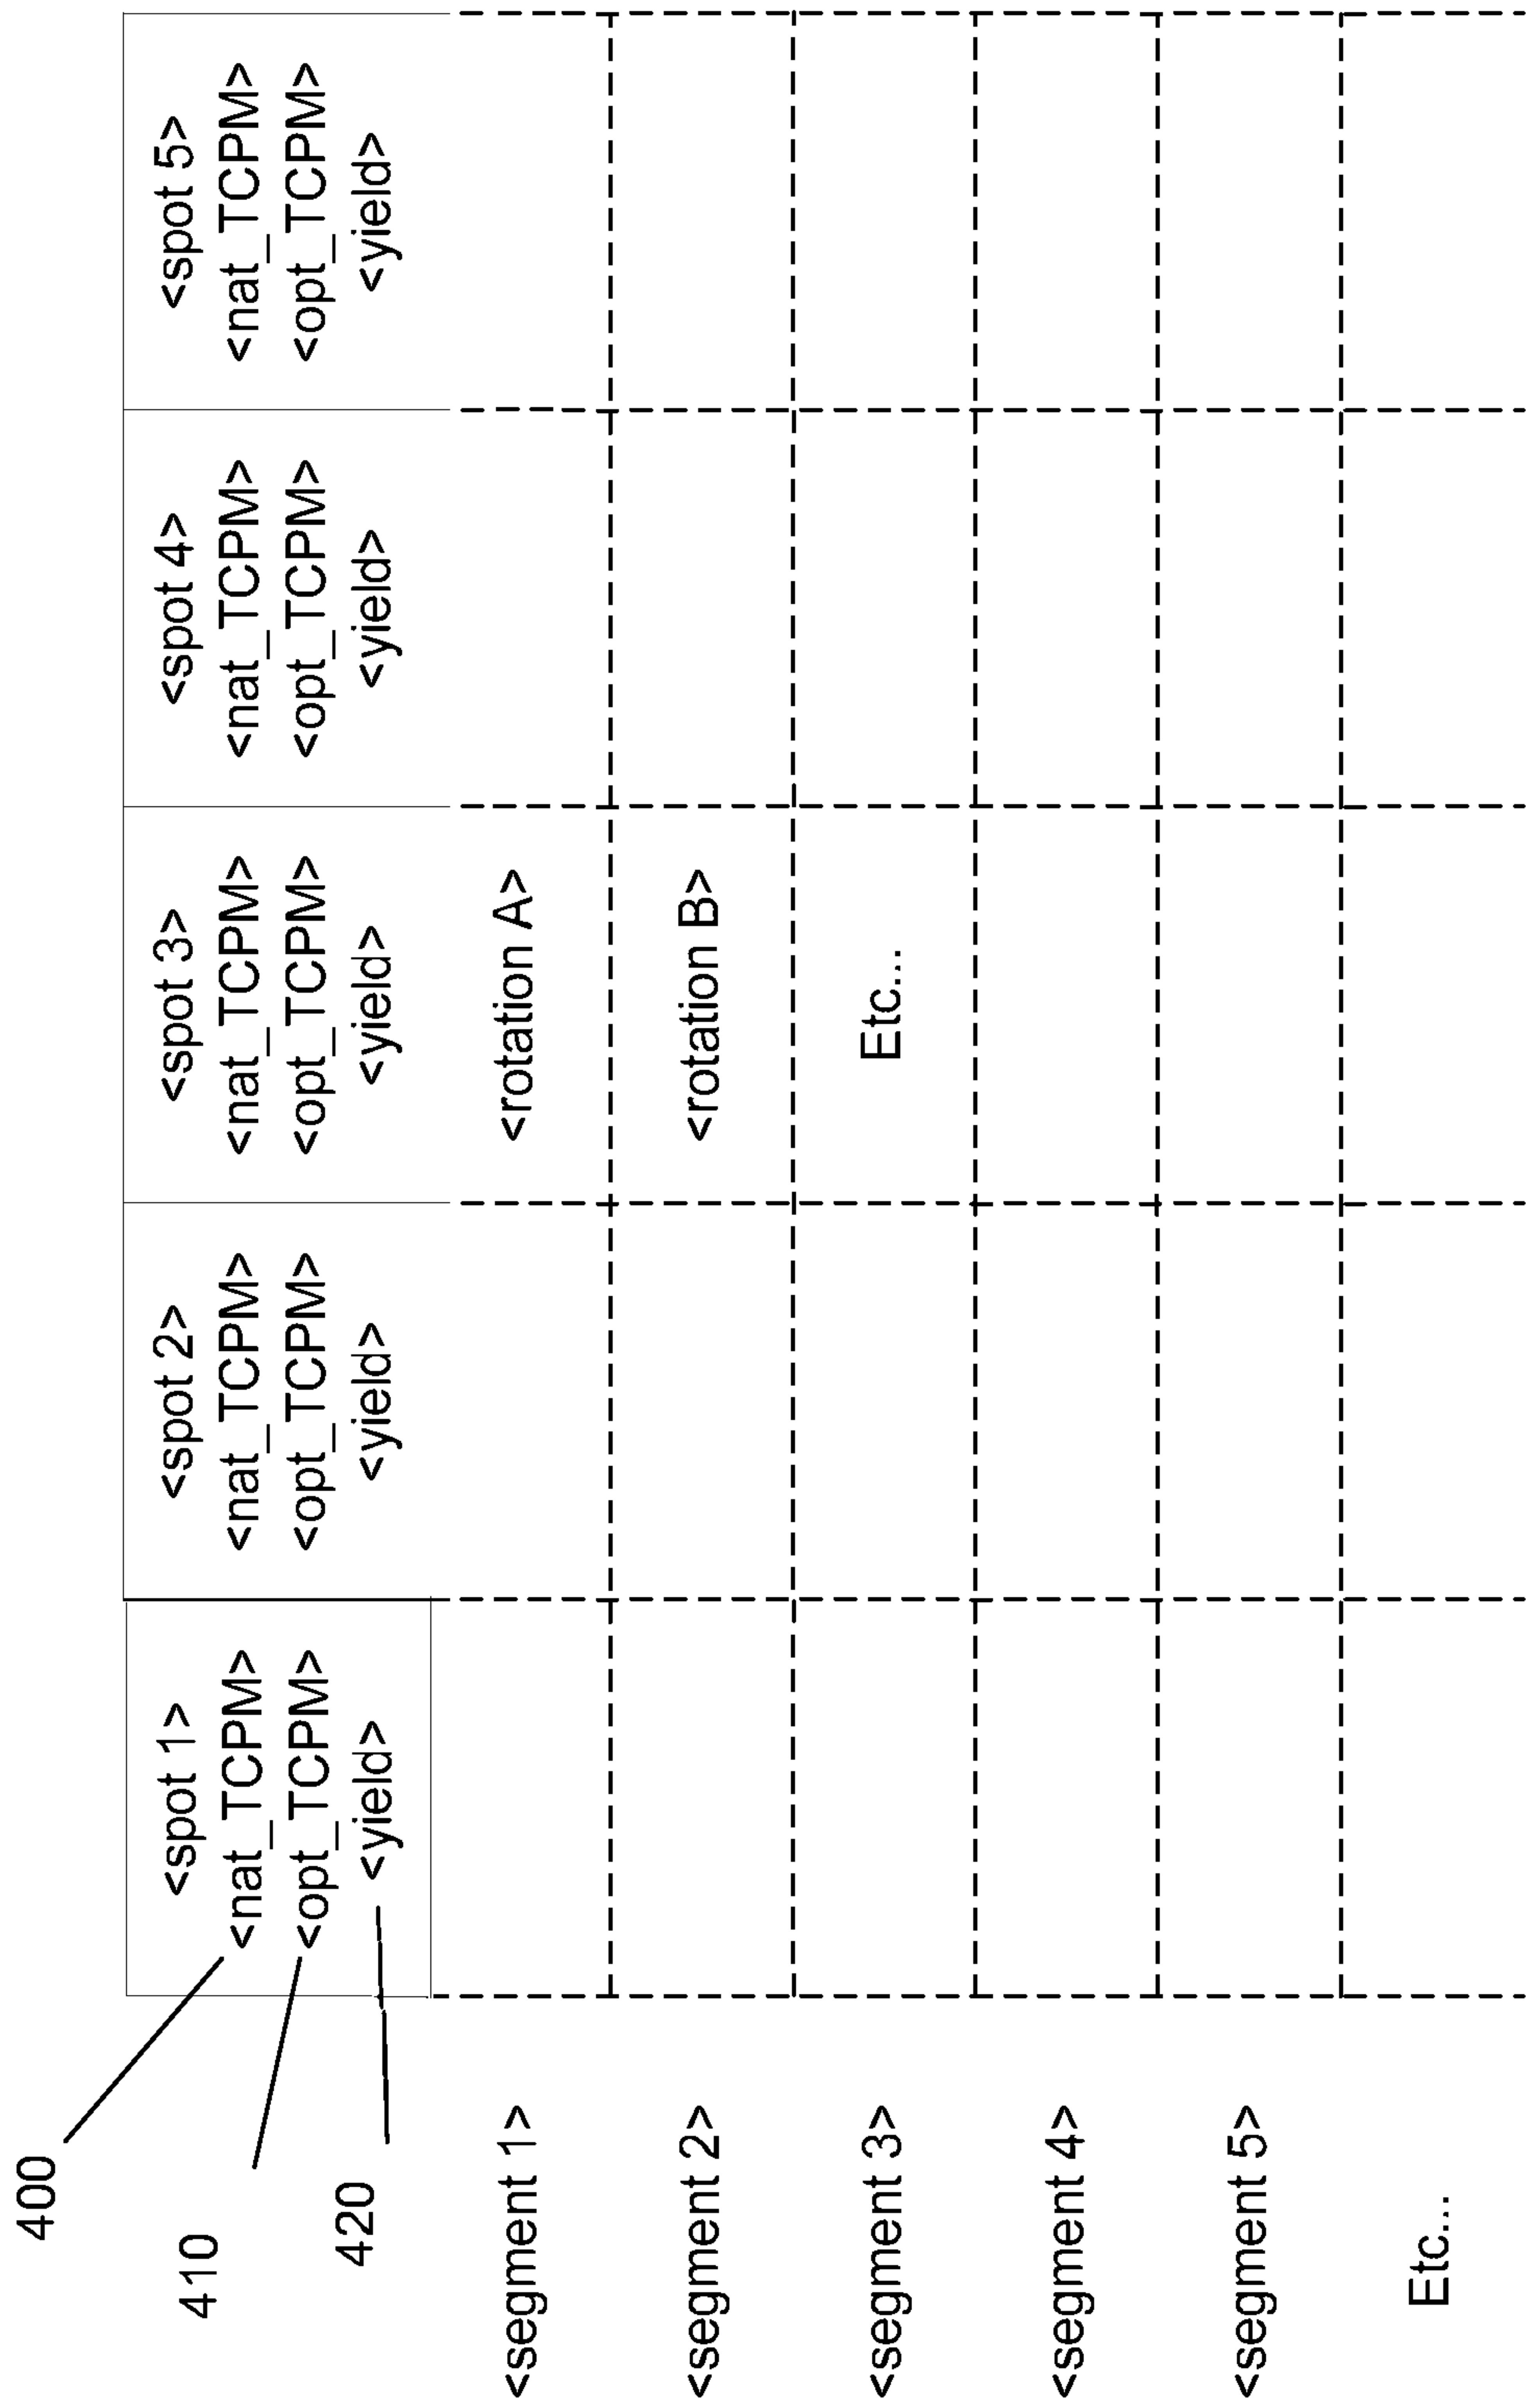 400
410
420
<spot 1>
<nat_TCPM>
<opt_TCPM>
<yield>
<spot 2>
<nat_TCPM>
<opt_TCPM>
<yield>
<spot 3>
<nat_TCPM>
<opt_TCPM>
<yield>
<spot 4>
<nat_TCPM>
<opt_TCPM>
<yield>
<spot 5>
<nat_TCPM>
<opt_TCPM>
<yield>
<segment 1>
<rotation A>
<segment 2>
<rotation B>
<segment 3>
Etc...
<segment 4>
<segment 5>
Etc...